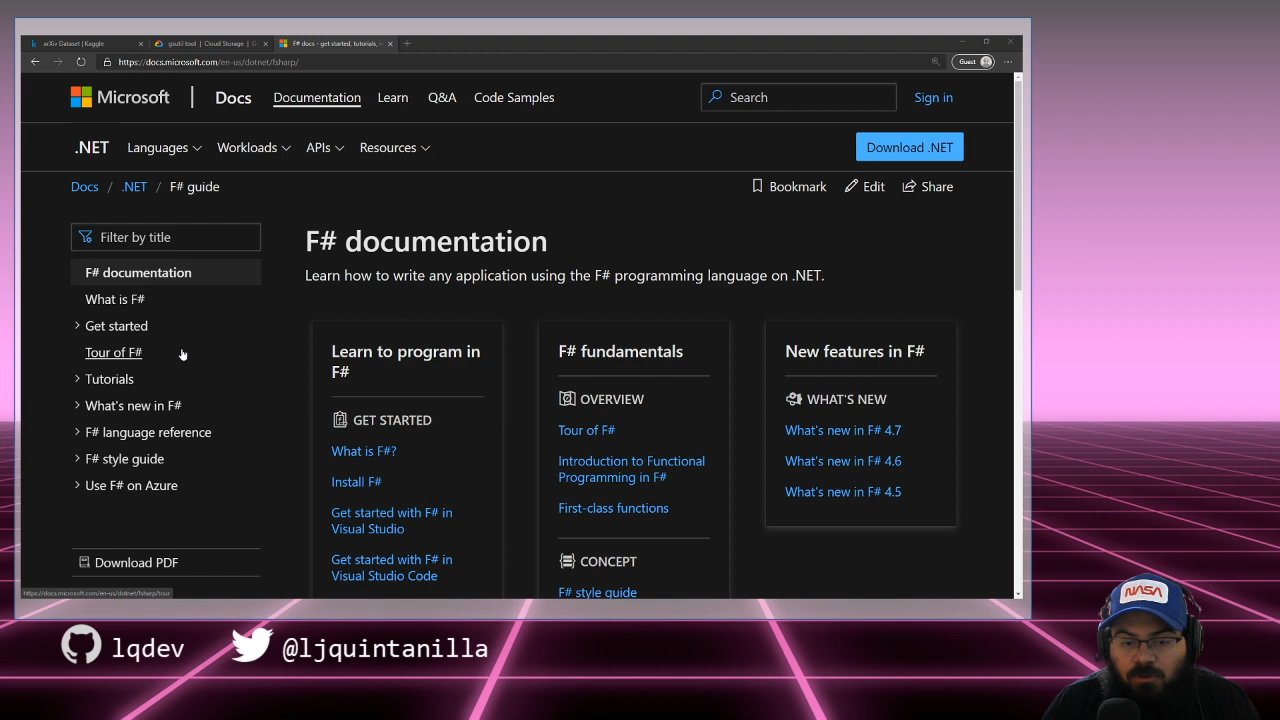 arXiv Dataset | Kaggle
gsutil tool | Cloud Storage | G
F# docs - get started, tutorials,
https://docs.microsoft.com/en-us/dotnet/fsharp/
Guest
Microsoft
Docs
Documentation
Learn
Q&A
Code Samples
Search
Sign in
.NET
Languages
Workloads
APIs
Resources
Download .NET
Docs / .NET / F# guide
Bookmark
Edit
Share
Filter by title
F# documentation
What is F#
Get started
Tour of F#
Tutorials
What's new in F#
F# language reference
F# style guide
Use F# on Azure
Download PDF
F# documentation
Learn how to write any application using the F# programming language on .NET.
Learn to program in
F#
GET STARTED
What is F#?
Install F#
Get started with F# in
Visual Studio
Get started with F# in
Visual Studio Code
F# fundamentals
OVERVIEW
Tour of F#
Introduction to Functional
Programming in F#
First-class functions
CONCEPT
F# style guide
New features in F#
WHAT'S NEW
What's new in F# 4.7
What's new in F# 4.6
What's new in F# 4.5
https://docs.microsoft.com/en-us/dotnet/fsharp/tour
lqdev
@ljquintanilla
NASA